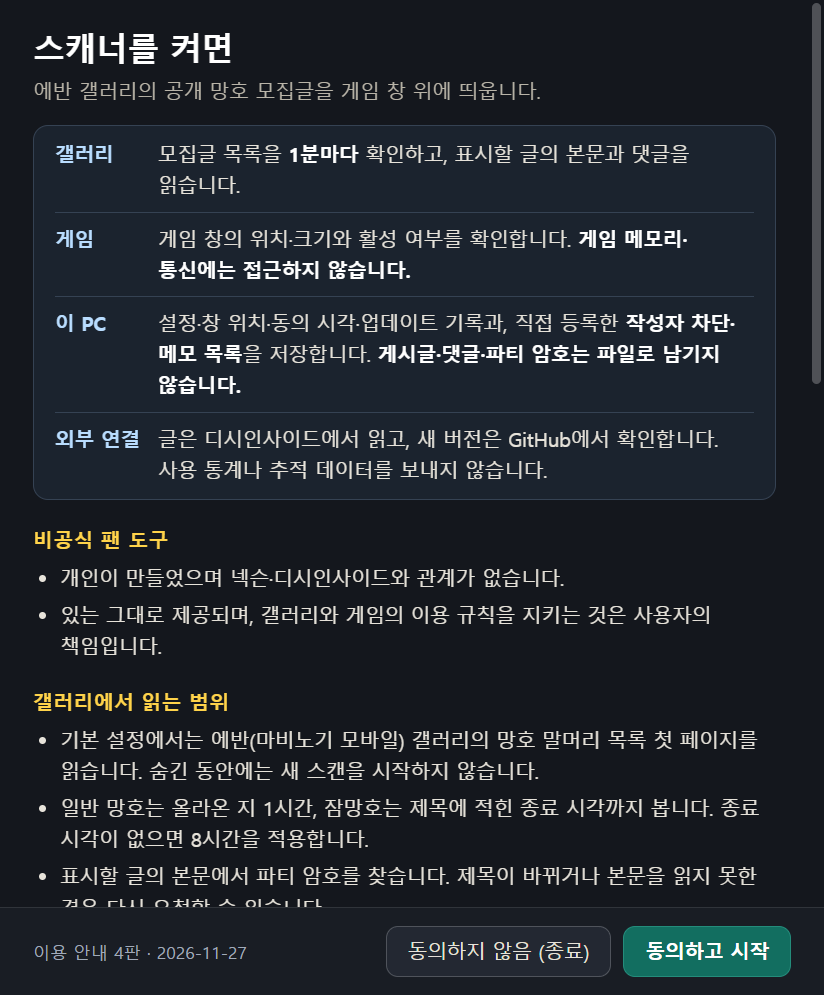 스캐너를 켜면
에반 갤러리의 공개 망호 모집글을 게임 창 위에 띄웁니다.
갤러리 모집글 목록을 1분마다 확인하고, 표시할 글의 본문과 댓글을
읽습니다.
게임 게임 창의 위치·크기와 활성 여부를 확인합니다. 게임 메모리·
통신에는 접근하지 않습니다.
이 PC 설정·창 위치·동의 시각·업데이트 기록과, 직접 등록한 작성자 차단·
메모 목록을 저장합니다. 게시글·댓글·파티 암호는 파일로 남기지
않습니다.
외부 연결 글은 디시인사이드에서 읽고, 새 버전은 GitHub에서 확인합니다.
사용 통계나 추적 데이터를 보내지 않습니다.
비공식 팬 도구
• 개인이 만들었으며 넥슨·디시인사이드와 관계가 없습니다.
• 있는 그대로 제공되며, 갤러리와 게임의 이용 규칙을 지키는 것은 사용자의
책임입니다.
갤러리에서 읽는 범위
• 기본 설정에서는 에반(마비노기 모바일) 갤러리의 망호 말머리 목록 첫 페이지를
읽습니다. 숨긴 동안에는 새 스캔을 시작하지 않습니다.
• 일반 망호는 올라온 지 1시간, 잠망호는 제목에 적힌 종료 시각까지 봅니다. 종료
시각이 없으면 8시간을 적용합니다.
• 표시할 글의 본문에서 파티 암호를 찾습니다. 제목이 바뀌거나 본문을 읽지 못한
이용 안내 4판 · 2026-11-27
동의하지 않음 (종료)
동의하고 시작